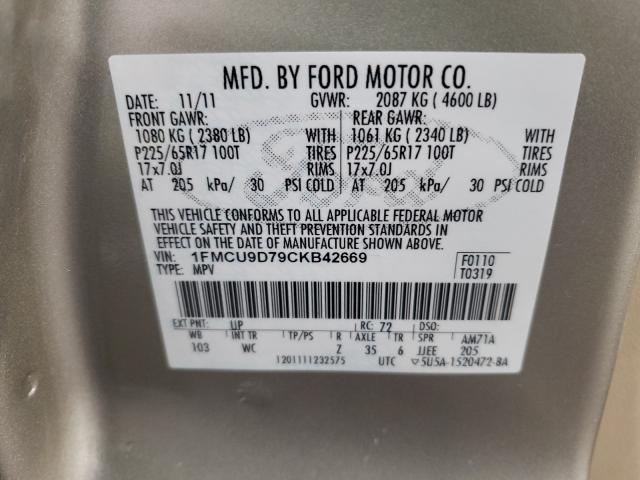 MFD. BY FORD MOTOR CO.
DATE: 11/11 GVWR: 2087 KG ( 4600 LB)
FRONT GAWR: REAR GAWR:
1080 KG ( 2380 LB) WITH 1061 KG ( 2340 LB) WITH
P225/65R17 100T TIRES P225/65R17 100T TIRES
17x7.0J RIMS 17x7.0J RIMS
AT 205 kPa/ 30 PSI COLD AT 205 kPa/ 30 PSI COLD
THIS VEHICLE CONFORMS TO ALL APPLICABLE FEDERAL MOTOR
VEHICLE SAFETY AND THEFT PREVENTION STANDARDS IN
EFFECT ON THE DATE OF MANUFACTURE SHOWN ABOVE.
VIN: 1FMCU9D79CKB42669 F0110
TYPE: MPV T0319
EXT PNT: UP RC: 72 DSO:
WB INT TR TP/PS R AXLE TR SPR AM71A
103 WC Z 35 6 JJEE 205
1201111232575 UTC ▽5U5A-1520472-BA